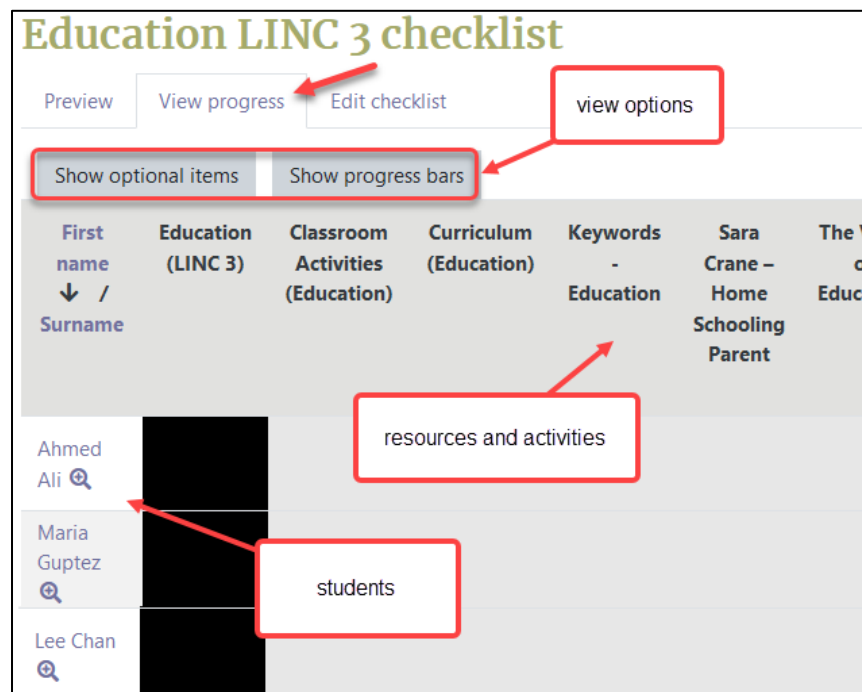 Education LINC 3 checklist
Preview View progress Edit checklist
view options
Show optional items Show progress bars
First
name
/
Surname
Education
(LINC 3)
Classroom
Activities
(Education)
Curriculum
(Education)
Keywords
-
Education
Sara
Crane –
Home
Schooling
Parent
The
resources and activities
Ahmed
Ali
Maria
Guptez
students
Lee Chan